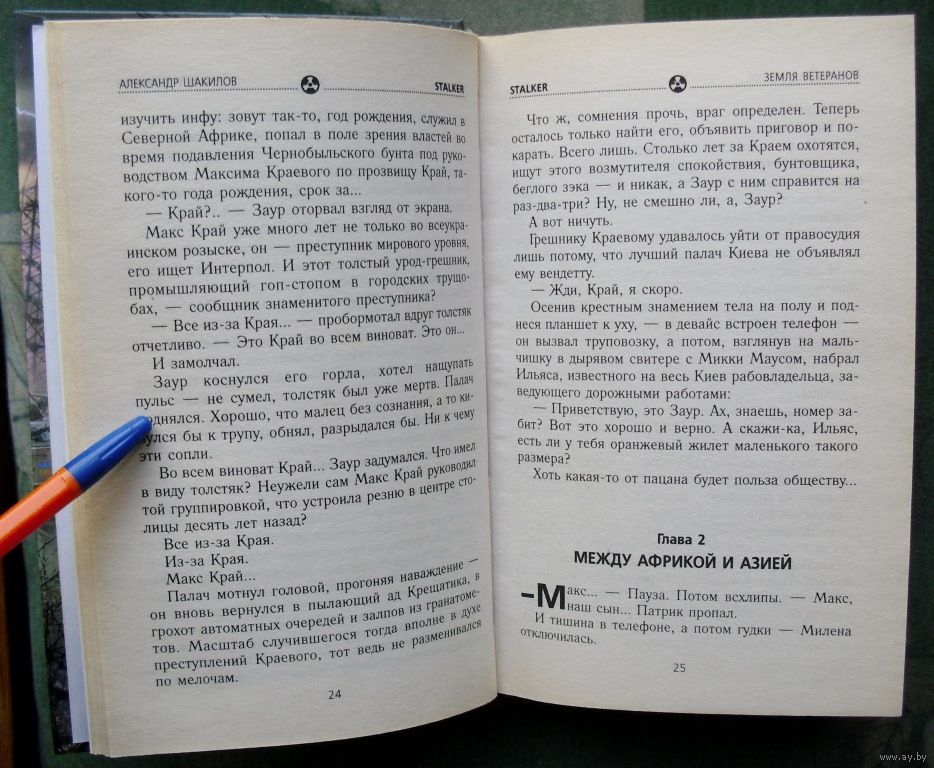 АЛЕКСАНДР ШАКИЛОВ
STALKER
изучить инфу: зовут так-то, год рождения, служил в
Северной Африке, попал в поле зрения властей во
время подавления Чернобыльского бунта под руко-
водством Максима Краевого по прозвищу Край, та-
кого-то года рождения, срок за...
— Край?.. — Заур оторвал взгляд от экрана.
Макс Край уже много лет не только во всеукра-
инском розыске, он — преступник мирового уровня,
его ищет Интерпол. И этот толстый урод-грешник,
промышляющий гоп-стопом в городских трущо-
бах, — сообщник знаменитого преступника?
— Все из-за Края... — пробормотал вдруг толстяк
отчетливо. — Это Край во всем виноват. Это он...
И замолчал.
Заур коснулся его горла, хотел нащупать
пульс — не сумел, толстяк был уже мертв. Палач
поднялся. Хорошо, что малец без сознания, а то ки-
нулся бы к трупу, обнял, разрыдался бы. Ни к чему
эти сопли.
Во всем виноват Край... Заур задумался. Что имел
в виду толстяк? Неужели сам Макс Край руководил
той группировкой, что устроила резню в центре сто-
лицы десять лет назад?
Все из-за Края.
Из-за Края.
Макс Край...
Палач мотнул головой, прогоняя наваждение —
он вновь вернулся в пылающий ад Крещатика, в
грохот автоматных очередей и залпов из гранатоме-
тов. Масштаб случившегося тогда вполне в духе
преступлений Краевого, тот ведь не разменивался
по мелочам.
24
STALKER
ЗЕМЛЯ ВЕТЕРАНОВ
Что ж, сомнения прочь, враг определен. Теперь
осталось только найти его, объявить приговор и по-
карать. Всего лишь. Столько лет за Краем охотятся,
ищут этого возмутителя спокойствия, бунтовщика,
беглого зэка — и никак, а Заур с ним справится на
раз-два-три? Ну, не смешно ли, а, Заур?
А вот ничуть.
Грешнику Краевому удавалось уйти от правосудия
лишь потому, что лучший палач Киева не объявлял
ему вендетту.
— Жди, Край, я скоро.
Осенив крестным знамением тела на полу и под-
неся планшет к уху, — в девайс встроен телефон —
он вызвал труповозку, а потом, взглянув на маль-
чишку в дырявом свитере с Микки Маусом, набрал
Ильяса, известного на весь Киев рабовладельца, за-
ведующего дорожными работами:
— Приветствую, это Заур. Ах, знаешь, номер за-
бит? Вот это хорошо и верно. А скажи-ка, Ильяс,
есть ли у тебя оранжевый жилет маленького такого
размера?
Хоть какая-то от пацана будет польза обществу...
Глава 2
МЕЖДУ АФРИКОЙ И АЗИЕЙ
–Макс... — Пауза. Потом всхлипы. — Макс,
наш сын... Патрик пропал.
И тишина в телефоне, а потом гудки — Милена
отключилась.
25
www.ay.by